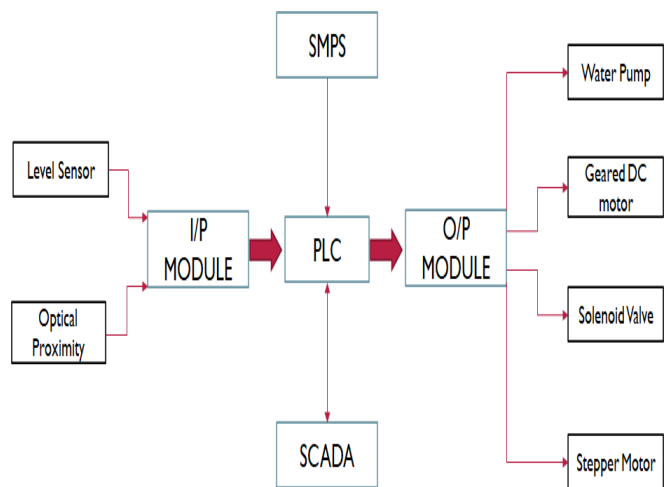 SMPS
Water Pump
Level Sensor
Geared DC
motor
I/P
MODULE
PLC
O/P
MODULE
Optical
Proximity
Solenoid Valve
SCADA
Stepper Motor